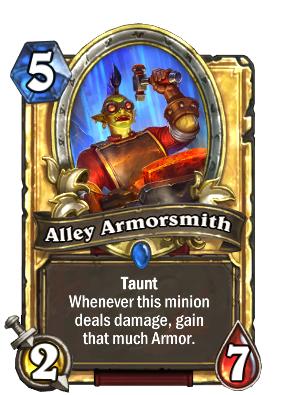 5
Alley Armorsmith
Taunt
Whenever this minion
deals damage, gain
that much Armor.
2
7